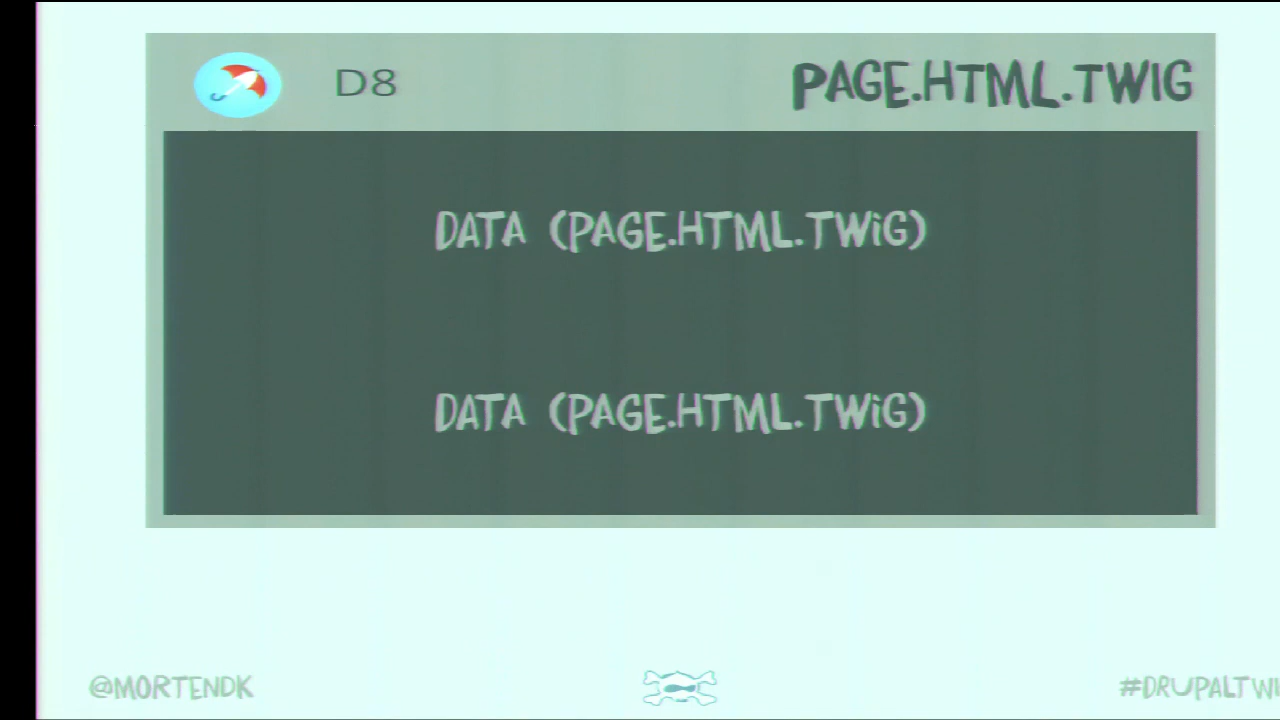 D8
PAGE.HTML.TWIG
DATA (PAGE.HTML.TWiG)
DATA (PAGE.HTML.TWiG)
@MORTENDK